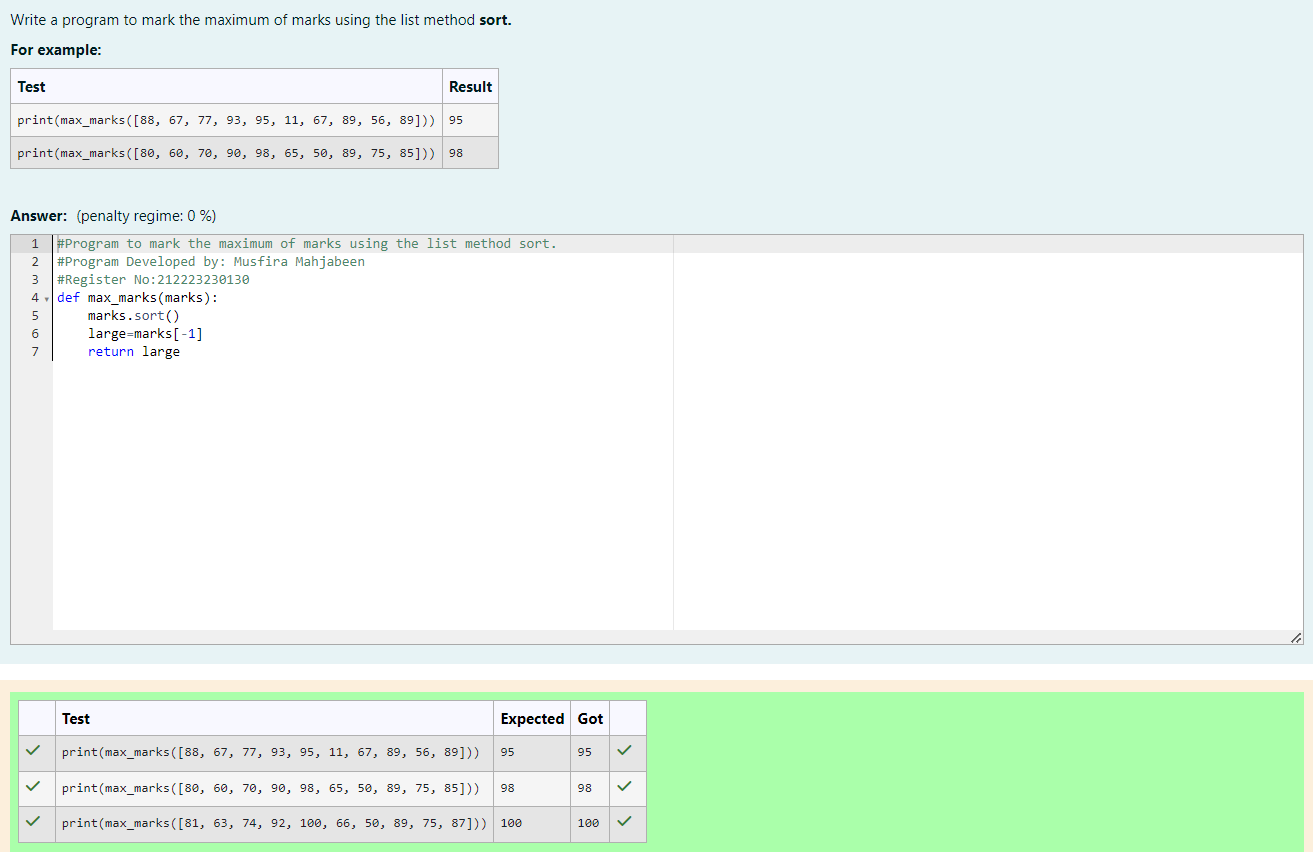 Write a program to mark the maximum of marks using the list method sort.
For example:
Test Result
print(max_marks([88, 67, 77, 93, 95, 11, 67, 89, 56, 89])) 95
print(max_marks([80, 60, 70, 90, 98, 65, 50, 89, 75, 85])) 98
Answer: (penalty regime: 0 %)
1 #Program to mark the maximum of marks using the list method sort.
2 #Program Developed by: Musfira Mahjabeen
3 #Register No:212223230130
4 def max_marks(marks):
5     marks.sort()
6     large=marks[-1]
7     return large
Test Expected Got
print(max_marks([88, 67, 77, 93, 95, 11, 67, 89, 56, 89])) 95 95
print(max_marks([80, 60, 70, 90, 98, 65, 50, 89, 75, 85])) 98 98
print(max_marks([81, 63, 74, 92, 100, 66, 50, 89, 75, 87])) 100 100